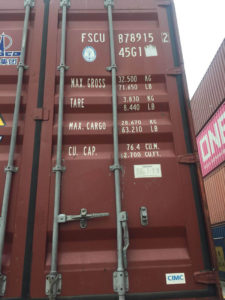 FSCU 878915 2
45G1
MAX. GROSS 32.500 KG
71.650 LB
TARE 3.830 KG
8.440 LB
MAX. CARGO 28.670 KG
63.210 LB
CU. CAP. 76.4 CU.M.
2.700 CU.FT.
ONE
CIMC